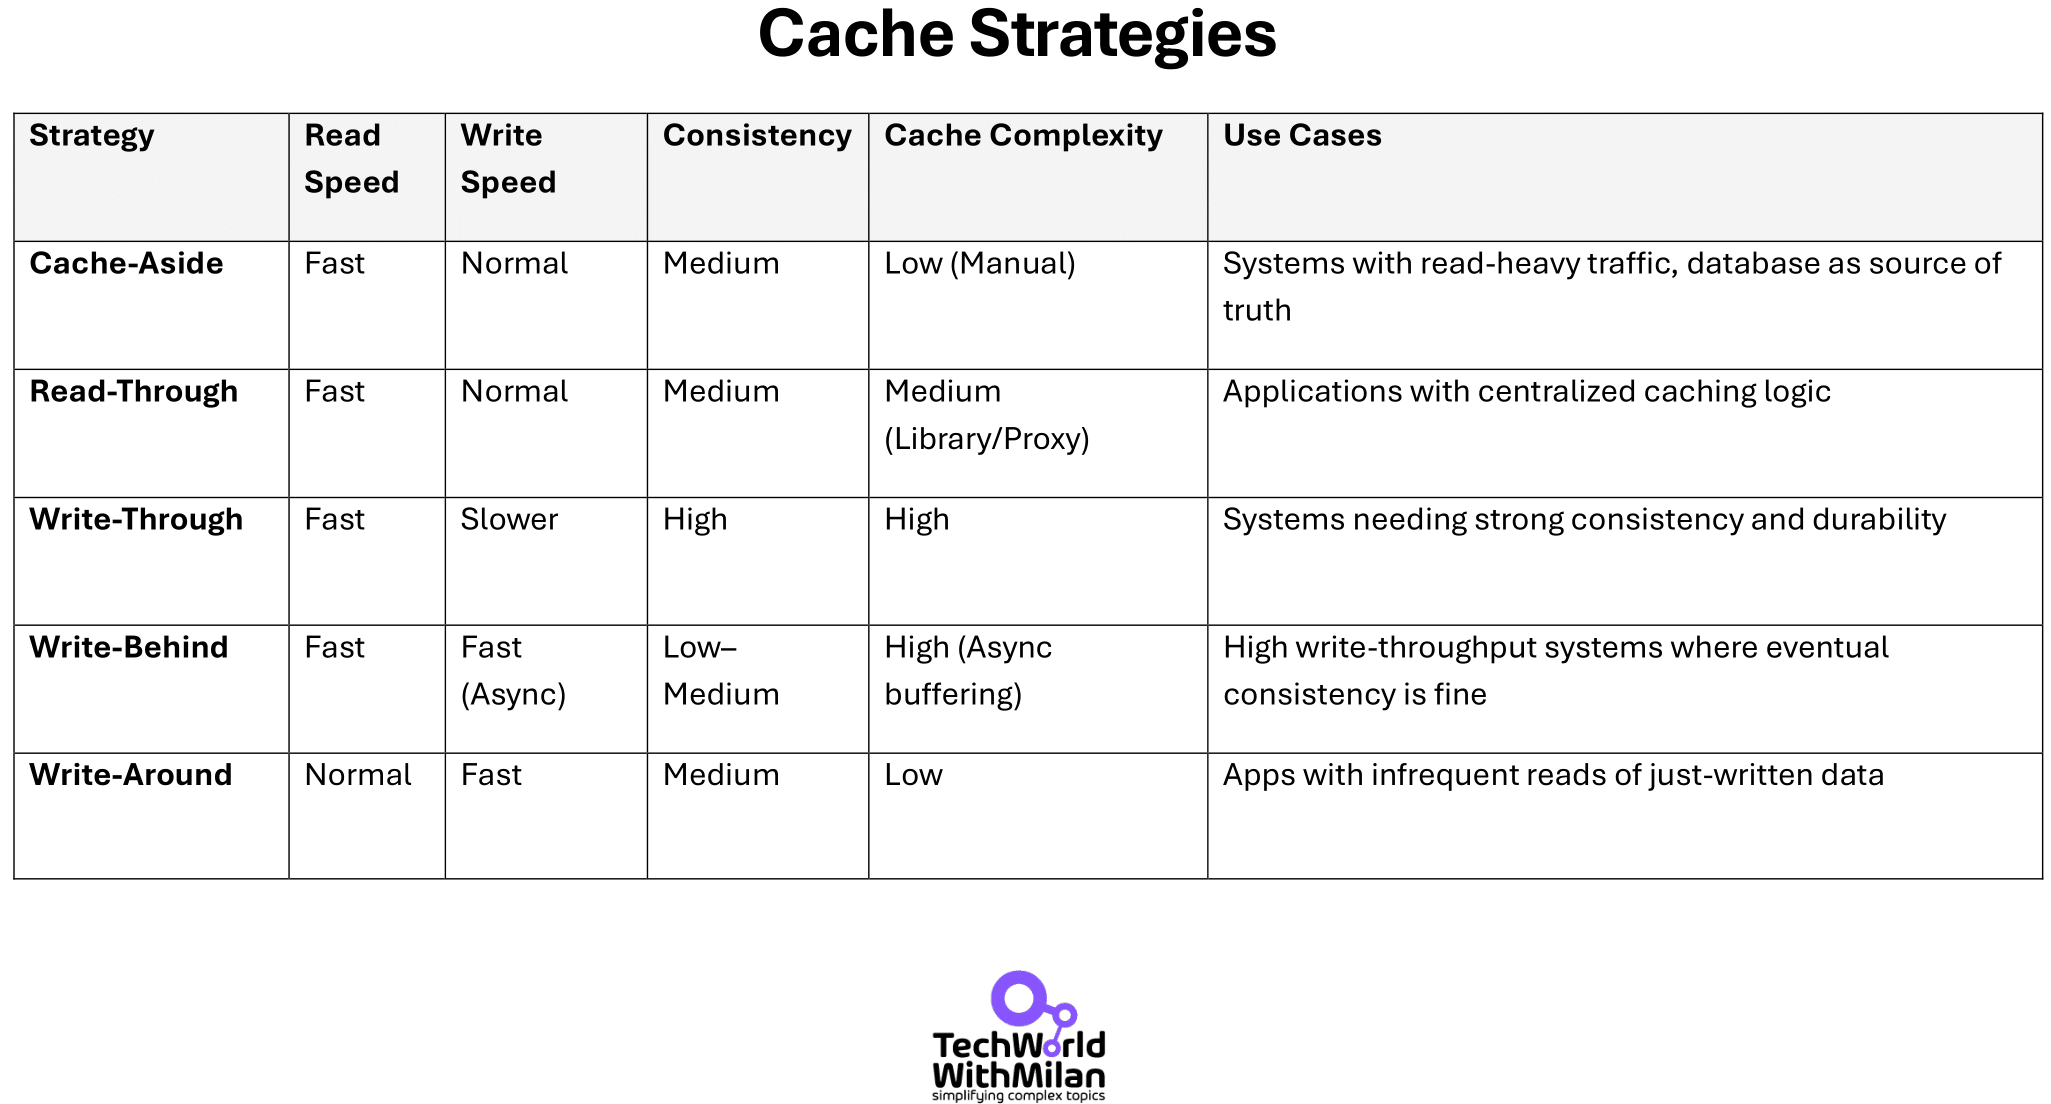 Cache Strategies
Strategy
Read
Speed
Write
Speed
Consistency
Cache Complexity
Use Cases
Cache-Aside
Fast
Normal
Medium
Low (Manual)
Systems with read-heavy traffic, database as source of
truth
Read-Through
Fast
Normal
Medium
Medium
(Library/Proxy)
Applications with centralized caching logic
Write-Through
Fast
Slower
High
High
Systems needing strong consistency and durability
Write-Behind
Fast
Fast
(Async)
Low–
Medium
High (Async
buffering)
High write-throughput systems where eventual
consistency is fine
Write-Around
Normal
Fast
Medium
Low
Apps with infrequent reads of just-written data
TechWorld
WithMilan
simplifying complex topics